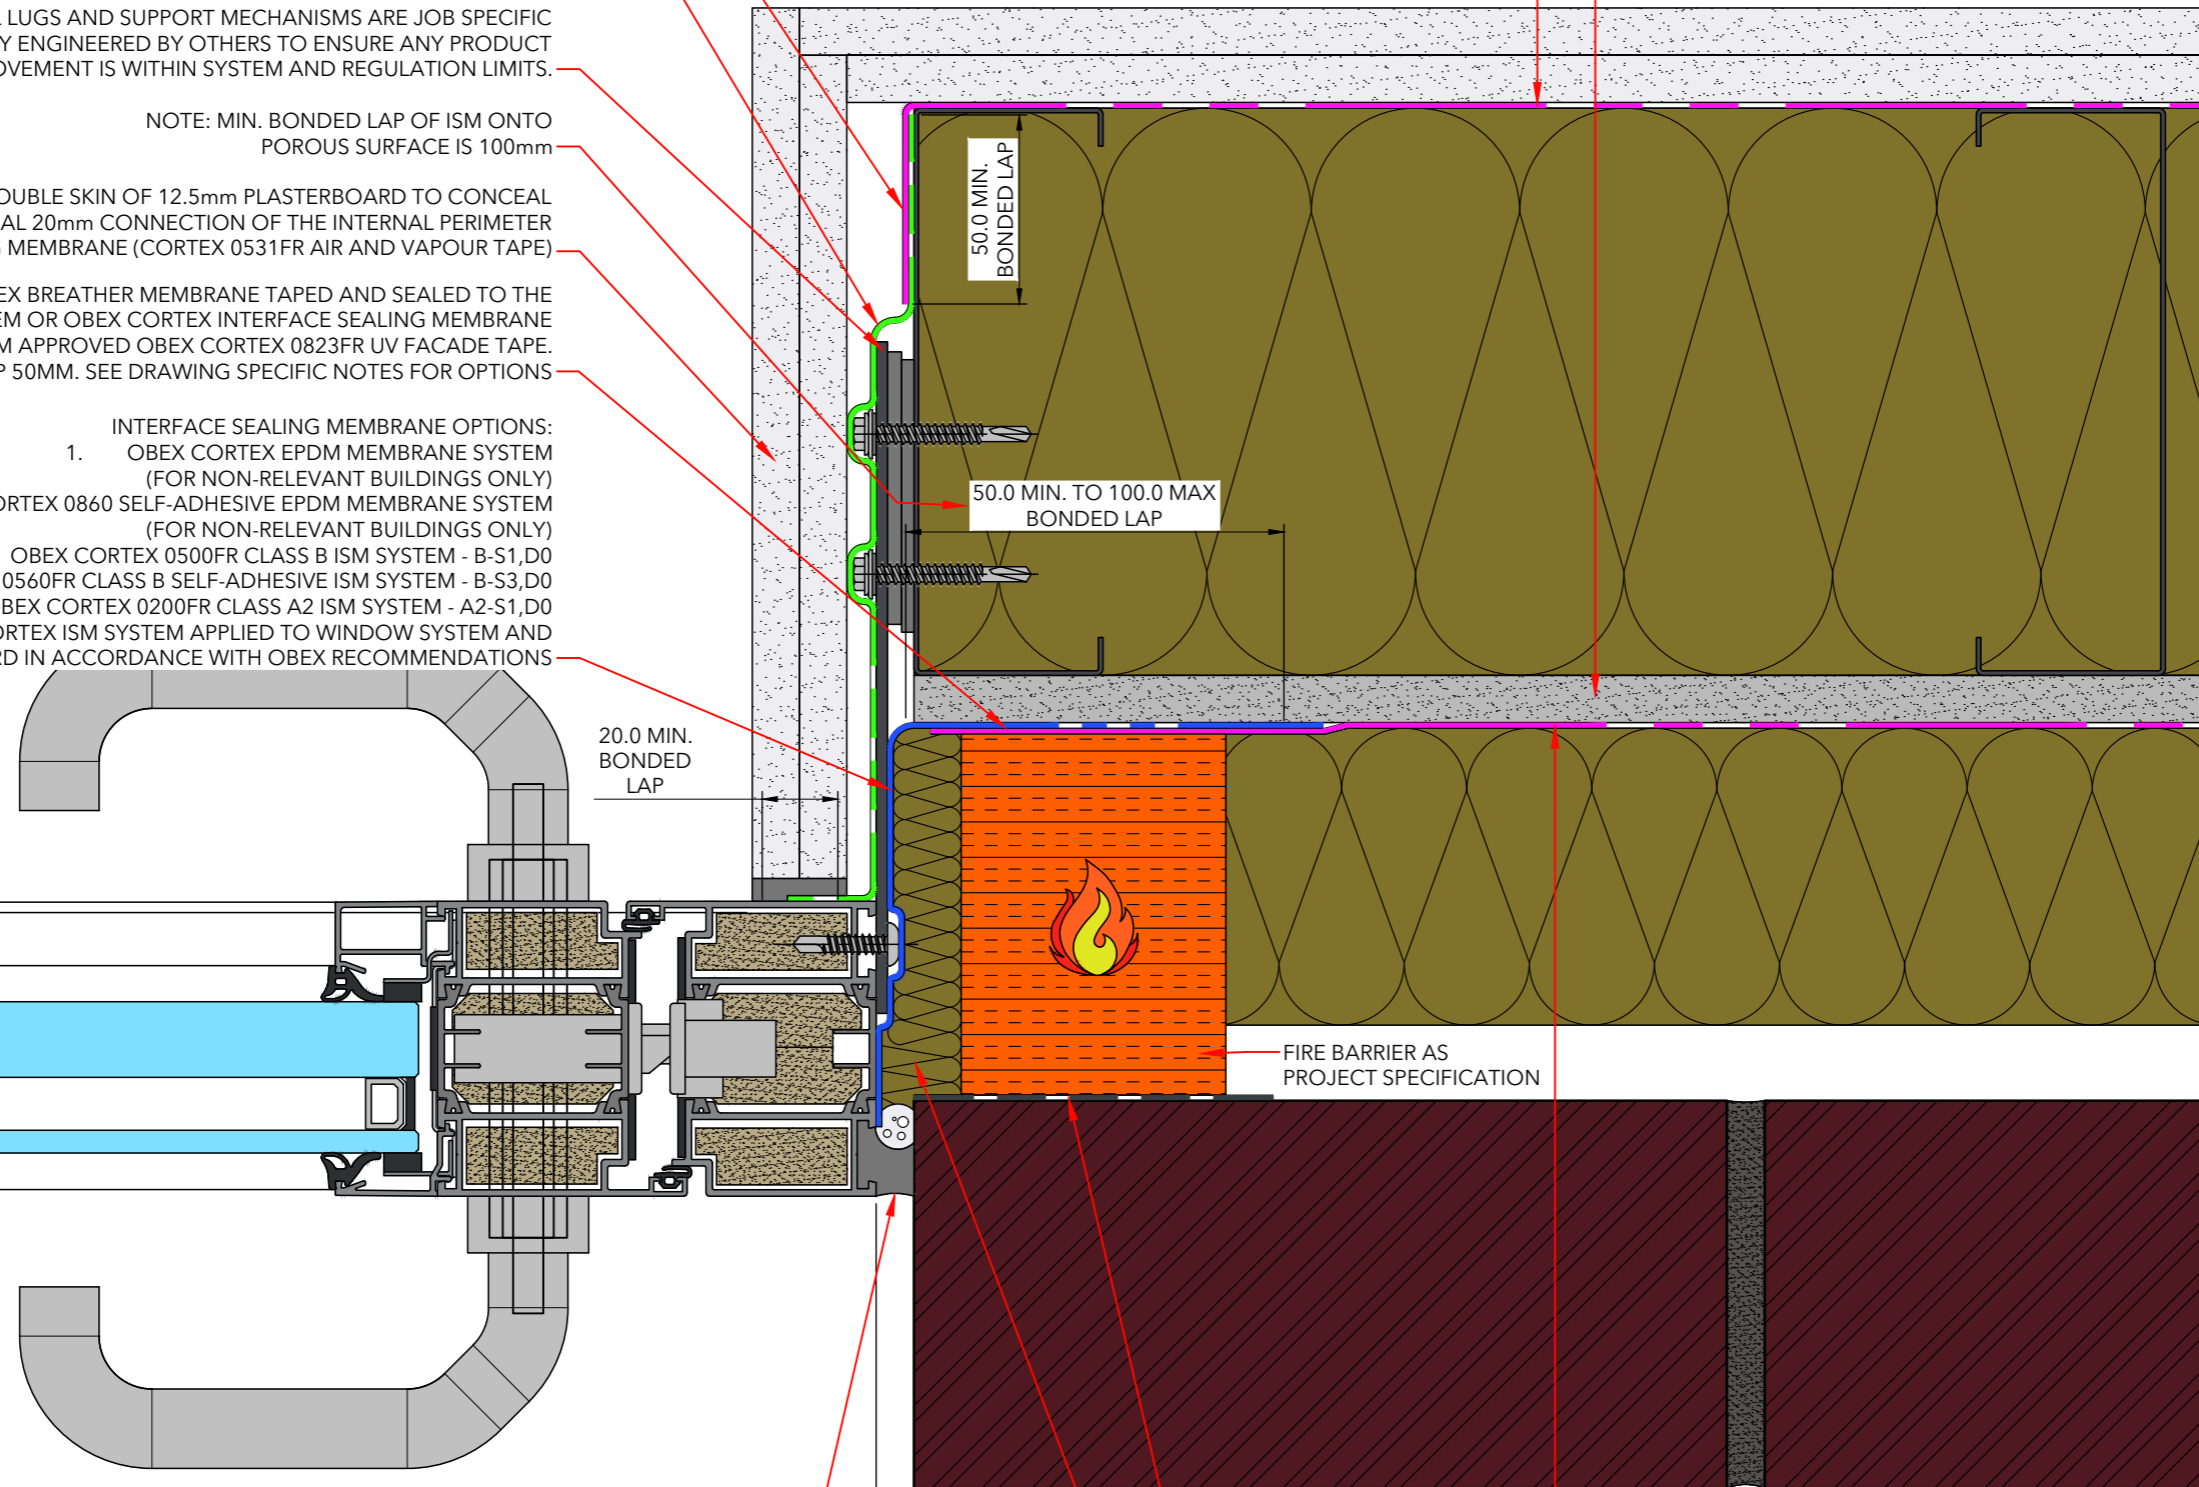 LUGS AND SUPPORT MECHANISMS ARE JOB SPECIFIC
Y ENGINEERED BY OTHERS TO ENSURE ANY PRODUCT
OVEMENT IS WITHIN SYSTEM AND REGULATION LIMITS.
NOTE: MIN. BONDED LAP OF ISM ONTO
POROUS SURFACE IS 100mm
OUBLE SKIN OF 12.5mm PLASTERBOARD TO CONCEAL
AL 20mm CONNECTION OF THE INTERNAL PERIMETER
MEMBRANE (CORTEX 0531FR AIR AND VAPOUR TAPE)
EX BREATHER MEMBRANE TAPED AND SEALED TO THE
EM OR OBEX CORTEX INTERFACE SEALING MEMBRANE
M APPROVED OBEX CORTEX 0823FR UV FACADE TAPE.
P 50MM. SEE DRAWING SPECIFIC NOTES FOR OPTIONS
INTERFACE SEALING MEMBRANE OPTIONS:
1. OBEX CORTEX EPDM MEMBRANE SYSTEM
(FOR NON-RELEVANT BUILDINGS ONLY)
ORTEX 0860 SELF-ADHESIVE EPDM MEMBRANE SYSTEM
(FOR NON-RELEVANT BUILDINGS ONLY)
OBEX CORTEX 0500FR CLASS B ISM SYSTEM - B-S1,D0
0560FR CLASS B SELF-ADHESIVE ISM SYSTEM - B-S3,D0
BEX CORTEX 0200FR CLASS A2 ISM SYSTEM - A2-S1,D0
ORTEX ISM SYSTEM APPLIED TO WINDOW SYSTEM AND
RD IN ACCORDANCE WITH OBEX RECOMMENDATIONS
50.0 MIN.
BONDED LAP
50.0 MIN. TO 100.0 MAX
BONDED LAP
20.0 MIN.
BONDED
LAP
FIRE BARRIER AS
PROJECT SPECIFICATION